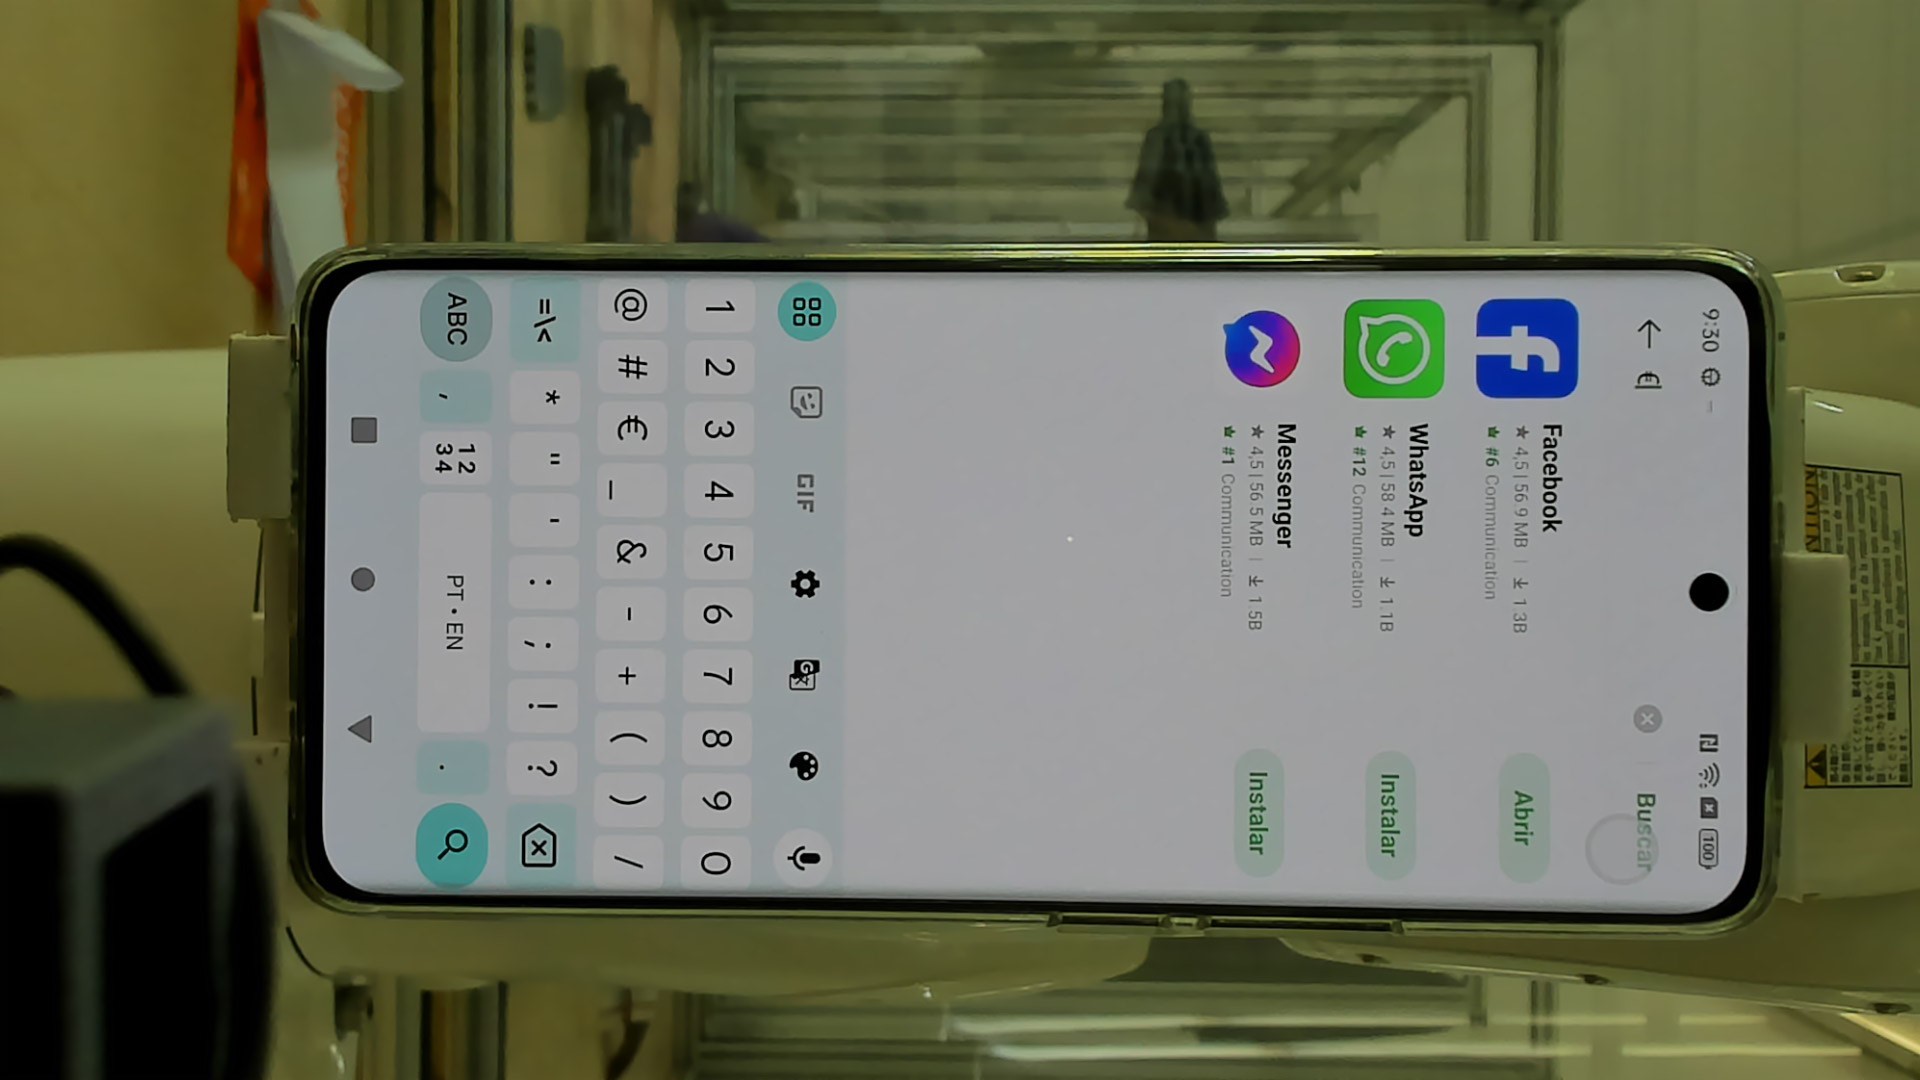 9:30
100
€
Buscar
Facebook
4,5 | 56.9 MB | 1.3B
#6 Communication
Abrir
WhatsApp
4,5 | 58.4 MB | 1.1B
#12 Communication
Instalar
Messenger
4,5 | 56.5 MB | 1.5B
#1 Communication
Instalar
GIF
1 2 3 4 5 6 7 8 9 0
@ # € _ & - + ( ) /
=\< * " ' : ; ! ?
ABC , 12 34 PT • EN .